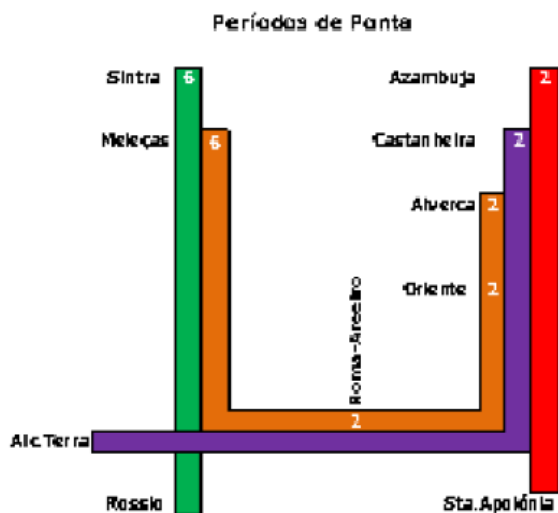 Períodos de Ponta
Sintra 6 Azambuja 2
Meleças 6 Castanheira 2
Alverca 2
Oriente 2
Roma-Areeiro
2
Alc.Terra
Rossio Sta.Apolónia